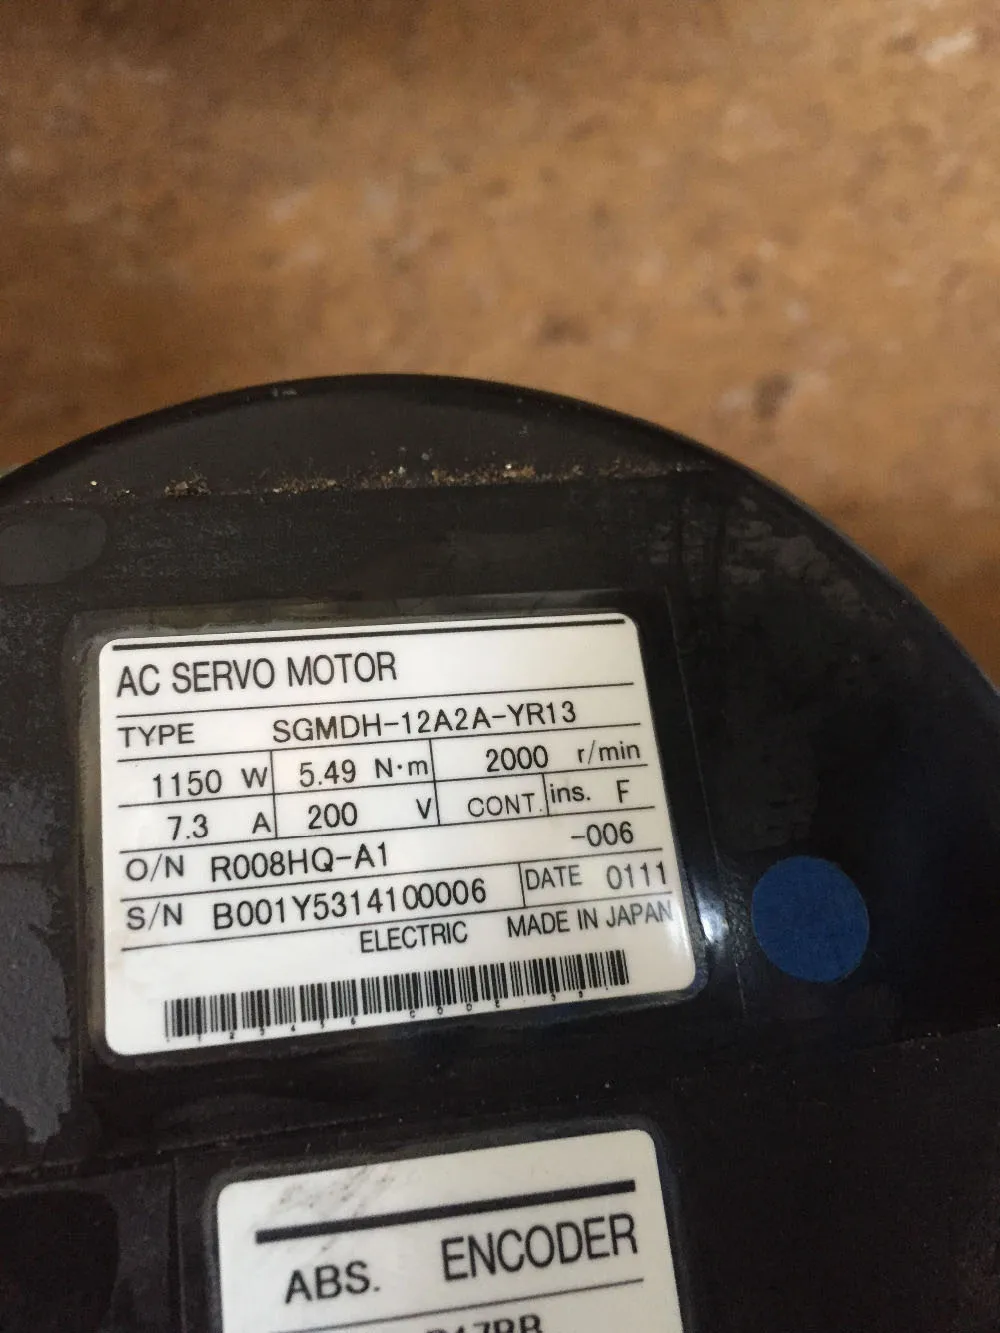 AC SERVO MOTOR
TYPE SGMDH-12A2A-YR13
1150 W 5.49 N·m 2000 r/min
7.3 A 200 V CONT. ins. F
O/N R008HQ-A1 -006
S/N B001Y5314100006 DATE 0111
ELECTRIC MADE IN JAPAN
ABS. ENCODER